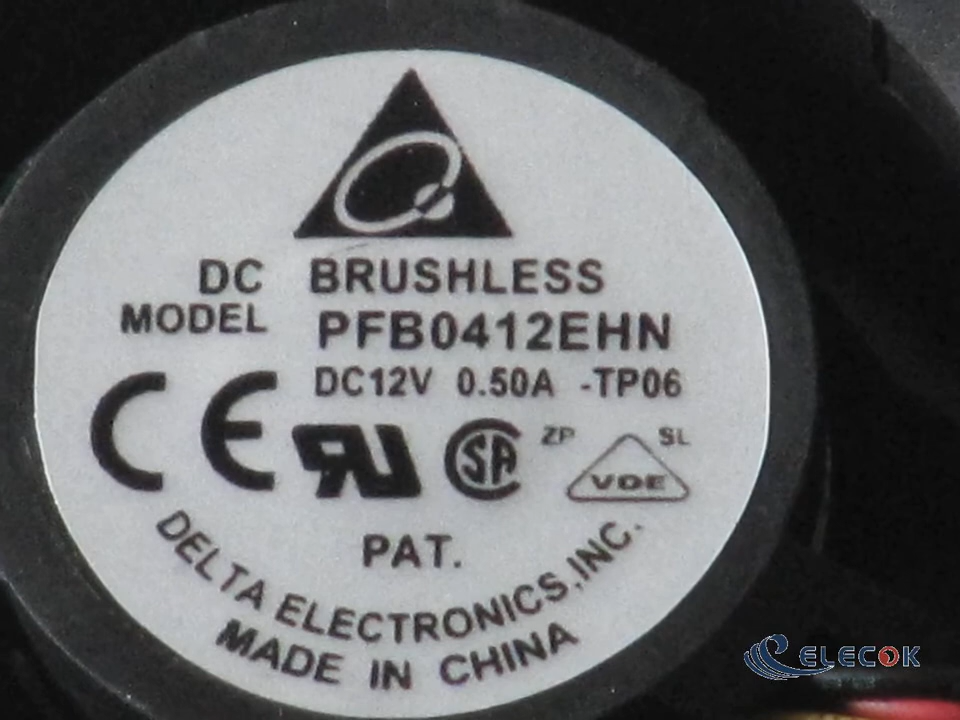 DC BRUSHLESS
MODEL PFB0412EHN
DC12V 0.50A -TP06
CE
SA ZP VDE SL
PAT.
DELTA ELECTRONICS,INC.
MADE IN CHINA
ELECOK